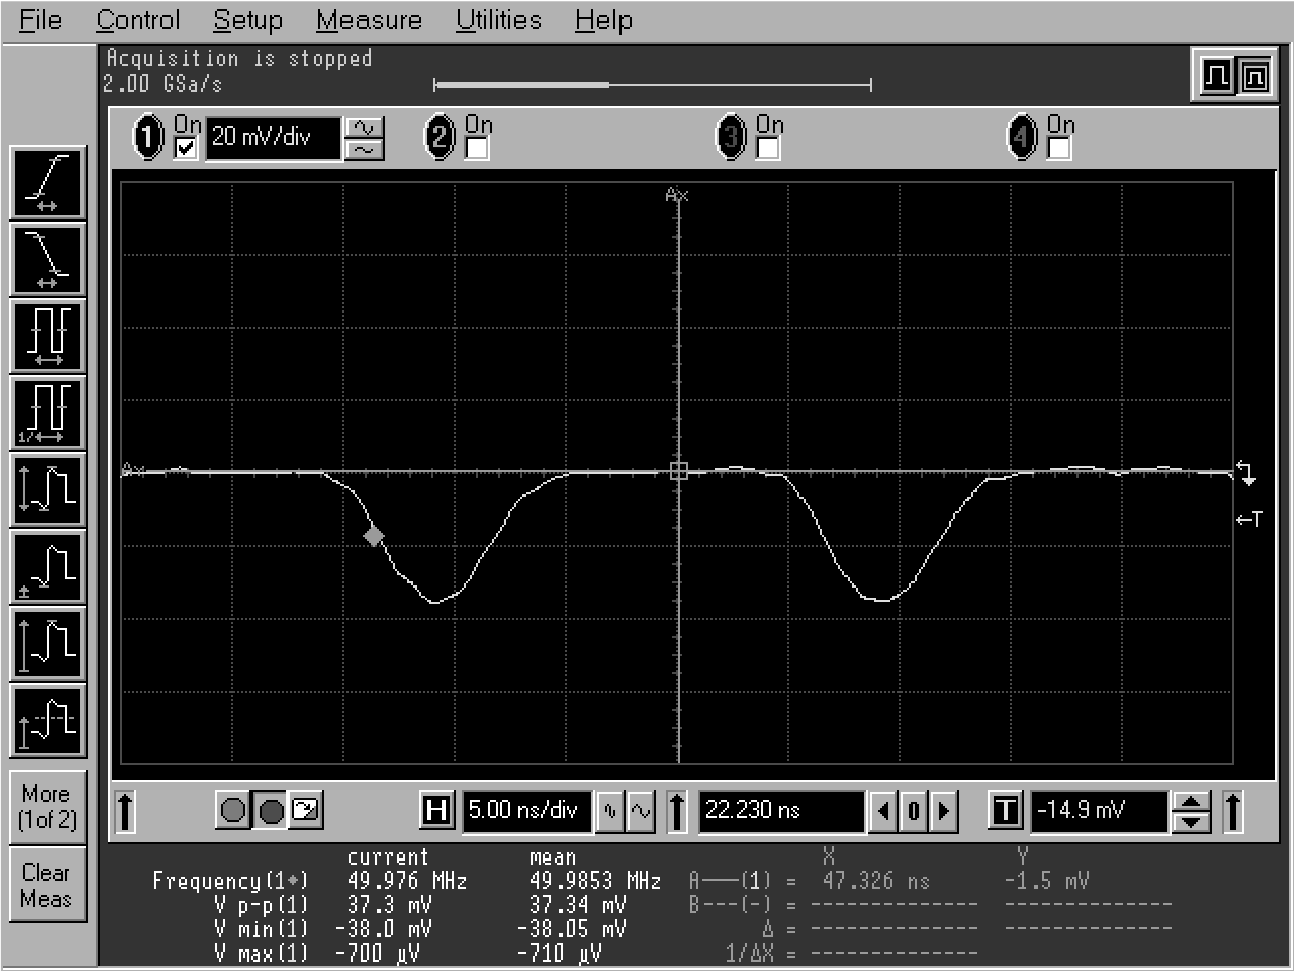 File Control Setup Measure Utilities Help
Acquisition is stopped
2.00 GSa/s
1 On 20 mV/div 2 On 3 On 4 On
Ax
Ax
T
1/
More
(1 of 2)
Clear
Meas
H 5.00 ns/div 22.230 ns 0 T -14.9 mV
current mean X Y
Frequency(1♦) 49.976 MHz 49.9853 MHz A——(1) = 47.326 ns -1.5 mV
V p-p(1) 37.3 mV 37.34 mV B---(-) = -------------- --------------
V min(1) -38.0 mV -38.05 mV Δ = -------------- --------------
V max(1) -700 µV -710 µV 1/ΔX = --------------